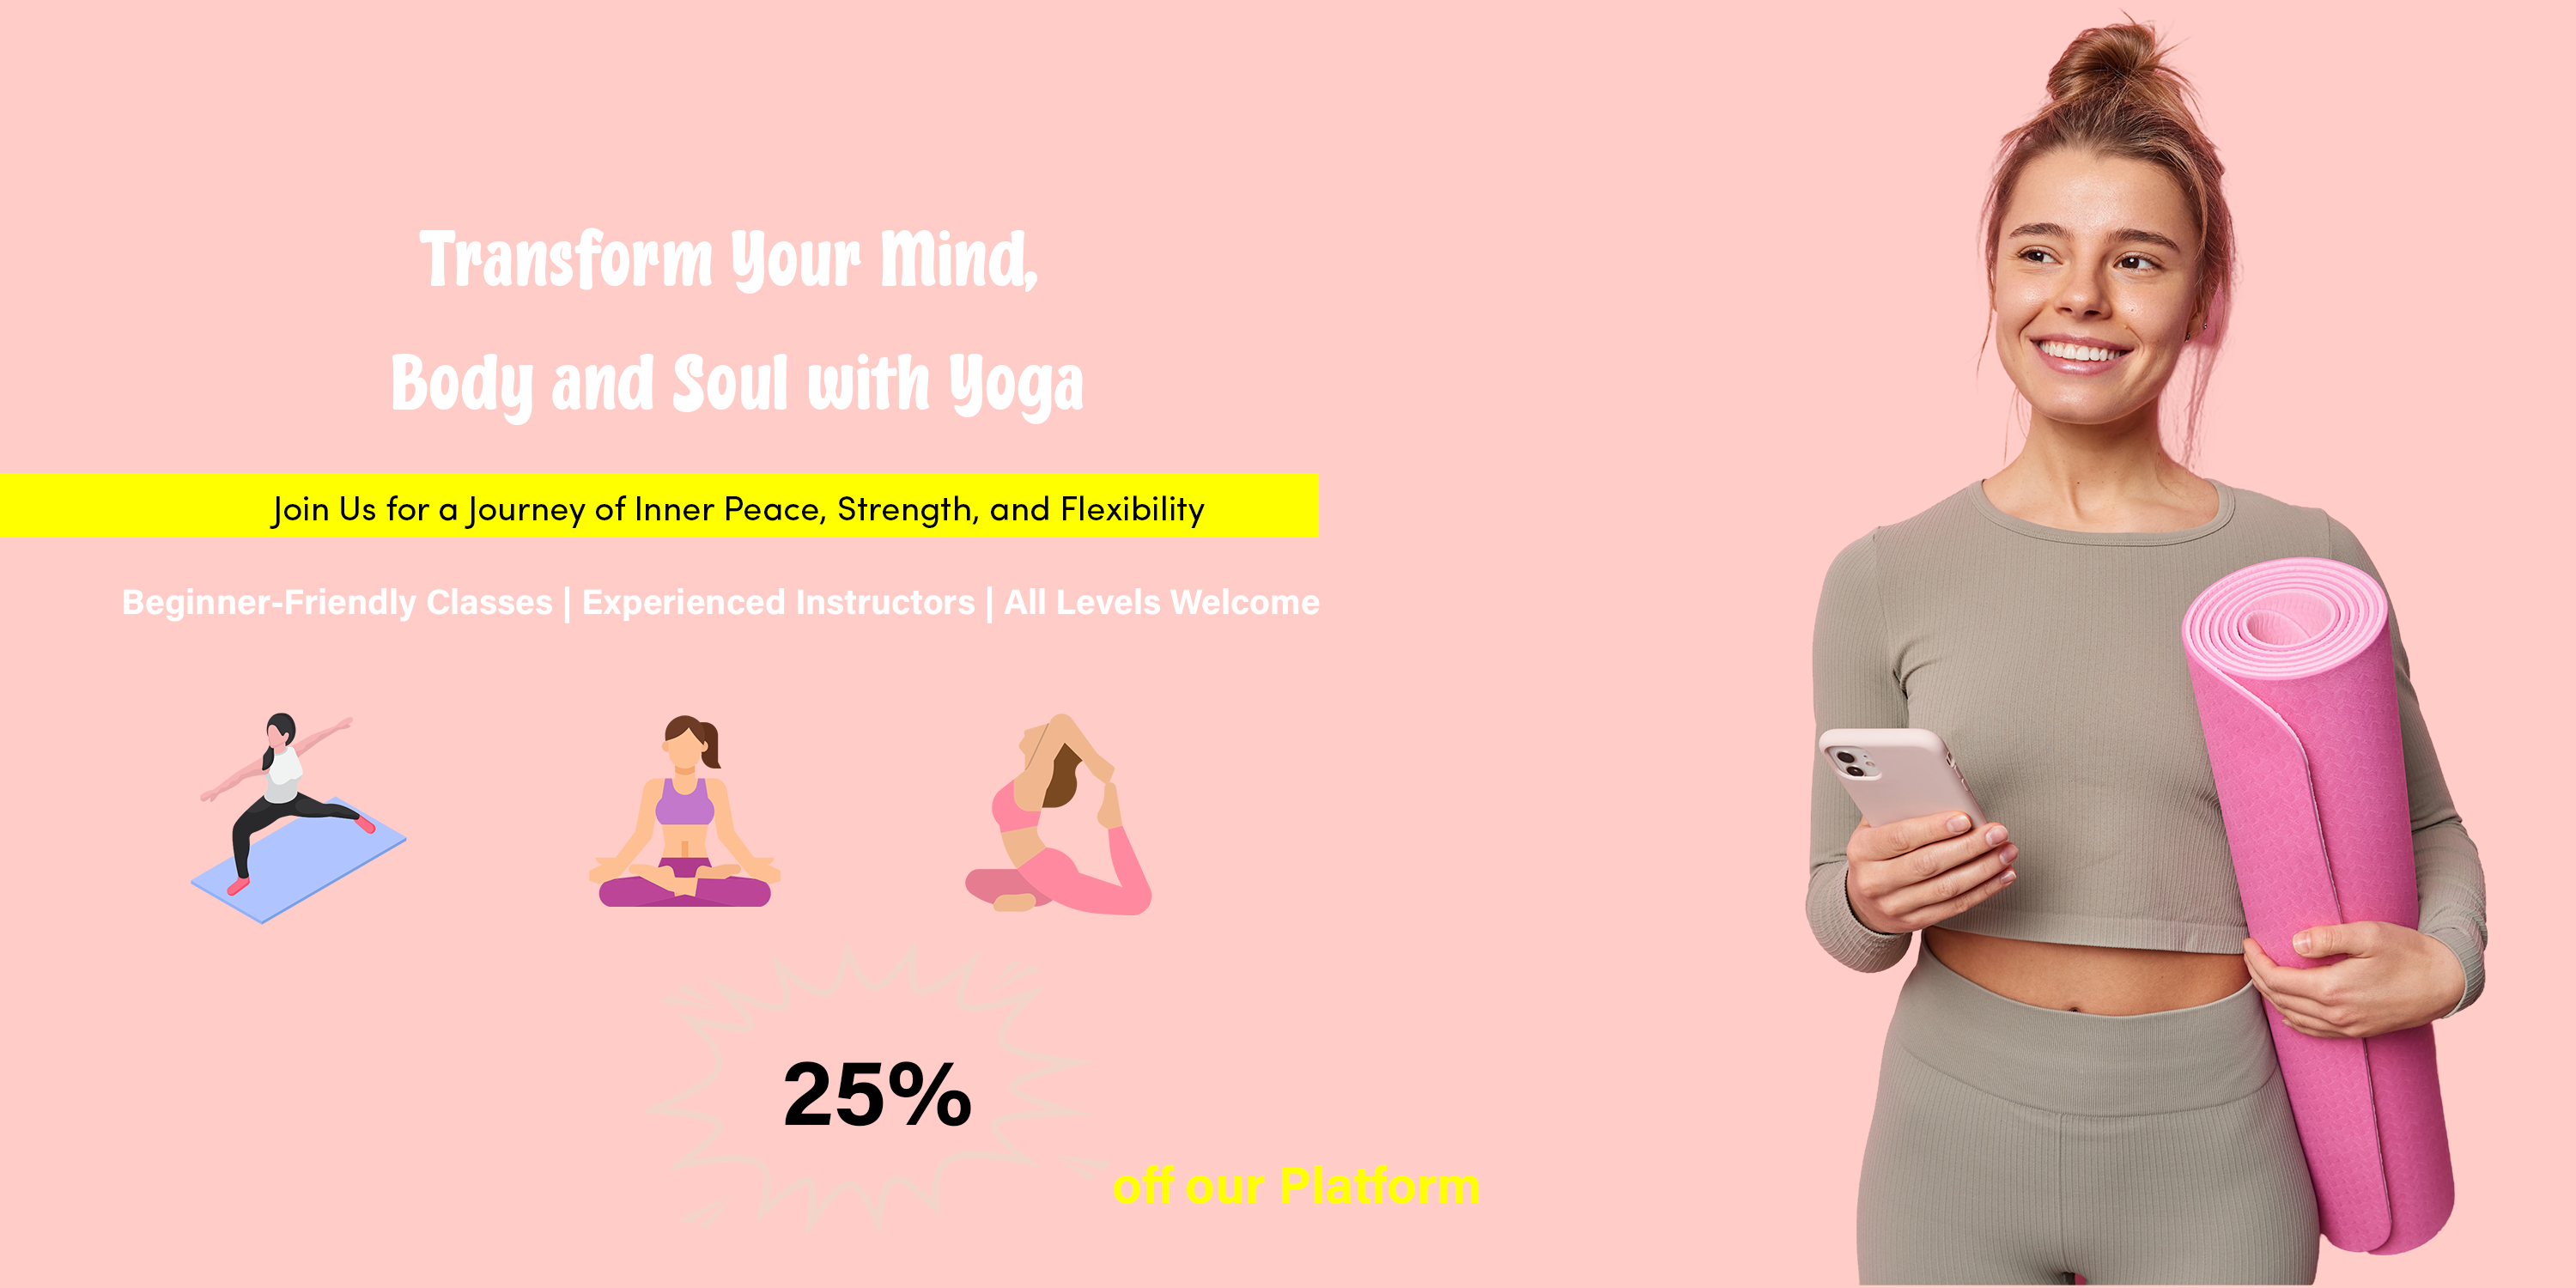 Transform Your Mind,
Body and Soul with Yoga
Join Us for a Journey of Inner Peace, Strength, and Flexibility
Beginner-Friendly Classes | Experienced Instructors | All Levels Welcome
25%
off our Platform